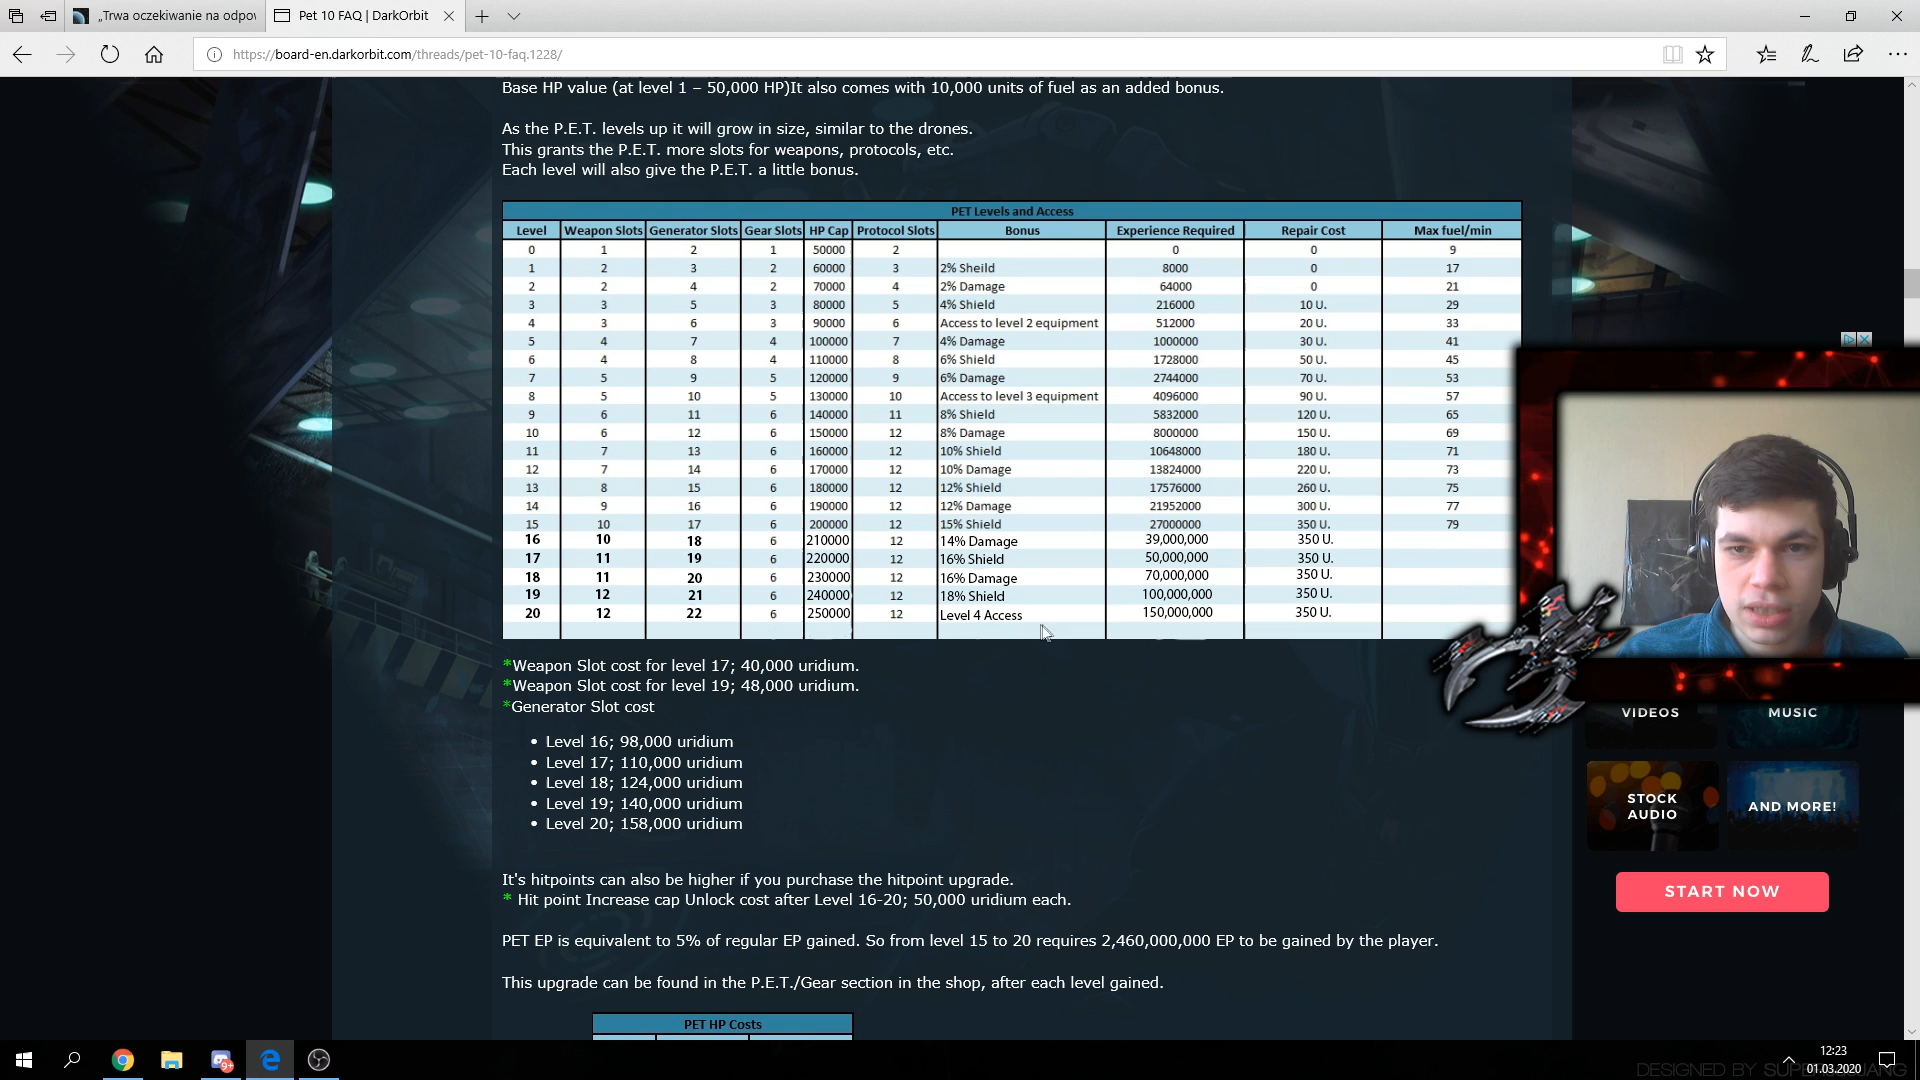 „Trwa oczekiwanie na odpov
Pet 10 FAQ | DarkOrbit
https://board-en.darkorbit.com/threads/pet-10-faq.1228/
Base HP value (at level 1 – 50,000 HP)It also comes with 10,000 units of fuel as an added bonus.
As the P.E.T. levels up it will grow in size, similar to the drones.
This grants the P.E.T. more slots for weapons, protocols, etc.
Each level will also give the P.E.T. a little bonus.
PET Levels and Access
Level Weapon Slots Generator Slots Gear Slots HP Cap Protocol Slots Bonus Experience Required Repair Cost Max fuel/min
0 1 2 1 50000 2 0 0 9
1 2 3 2 60000 3 2% Sheild 8000 0 17
2 2 4 2 70000 4 2% Damage 64000 0 21
3 3 5 3 80000 5 4% Shield 216000 10 U. 29
4 3 6 3 90000 6 Access to level 2 equipment 512000 20 U. 33
5 4 7 4 100000 7 4% Damage 1000000 30 U. 41
6 4 8 4 110000 8 6% Shield 1728000 50 U. 45
7 5 9 5 120000 9 6% Damage 2744000 70 U. 53
8 5 10 5 130000 10 Access to level 3 equipment 4096000 90 U. 57
9 6 11 6 140000 11 8% Shield 5832000 120 U. 65
10 6 12 6 150000 12 8% Damage 8000000 150 U. 69
11 7 13 6 160000 12 10% Shield 10648000 180 U. 71
12 7 14 6 170000 12 10% Damage 13824000 220 U. 73
13 8 15 6 180000 12 12% Shield 17576000 260 U. 75
14 9 16 6 190000 12 12% Damage 21952000 300 U. 77
15 10 17 6 200000 12 15% Shield 27000000 350 U. 79
16 10 18 6 210000 12 14% Damage 39,000,000 350 U.
17 11 19 6 220000 12 16% Shield 50,000,000 350 U.
18 11 20 6 230000 12 16% Damage 70,000,000 350 U.
19 12 21 6 240000 12 18% Shield 100,000,000 350 U.
20 12 22 6 250000 12 Level 4 Access 150,000,000 350 U.
*Weapon Slot cost for level 17; 40,000 uridium.
*Weapon Slot cost for level 19; 48,000 uridium.
*Generator Slot cost
• Level 16; 98,000 uridium
• Level 17; 110,000 uridium
• Level 18; 124,000 uridium
• Level 19; 140,000 uridium
• Level 20; 158,000 uridium
It's hitpoints can also be higher if you purchase the hitpoint upgrade.
* Hit point Increase cap Unlock cost after Level 16-20; 50,000 uridium each.
PET EP is equivalent to 5% of regular EP gained. So from level 15 to 20 requires 2,460,000,000 EP to be gained by the player.
This upgrade can be found in the P.E.T./Gear section in the shop, after each level gained.
PET HP Costs
VIDEOS
MUSIC
STOCK
AUDIO
AND MORE!
START NOW
9+
12:23
01.03.2020
DESIGNED BY